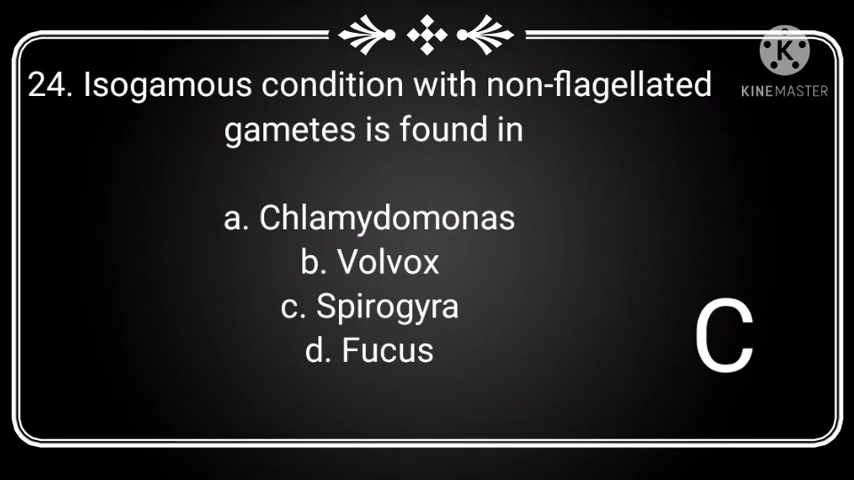 24. Isogamous condition with non-flagellated
gametes is found in
a. Chlamydomonas
b. Volvox
c. Spirogyra
d. Fucus
C
K
KINEMASTER